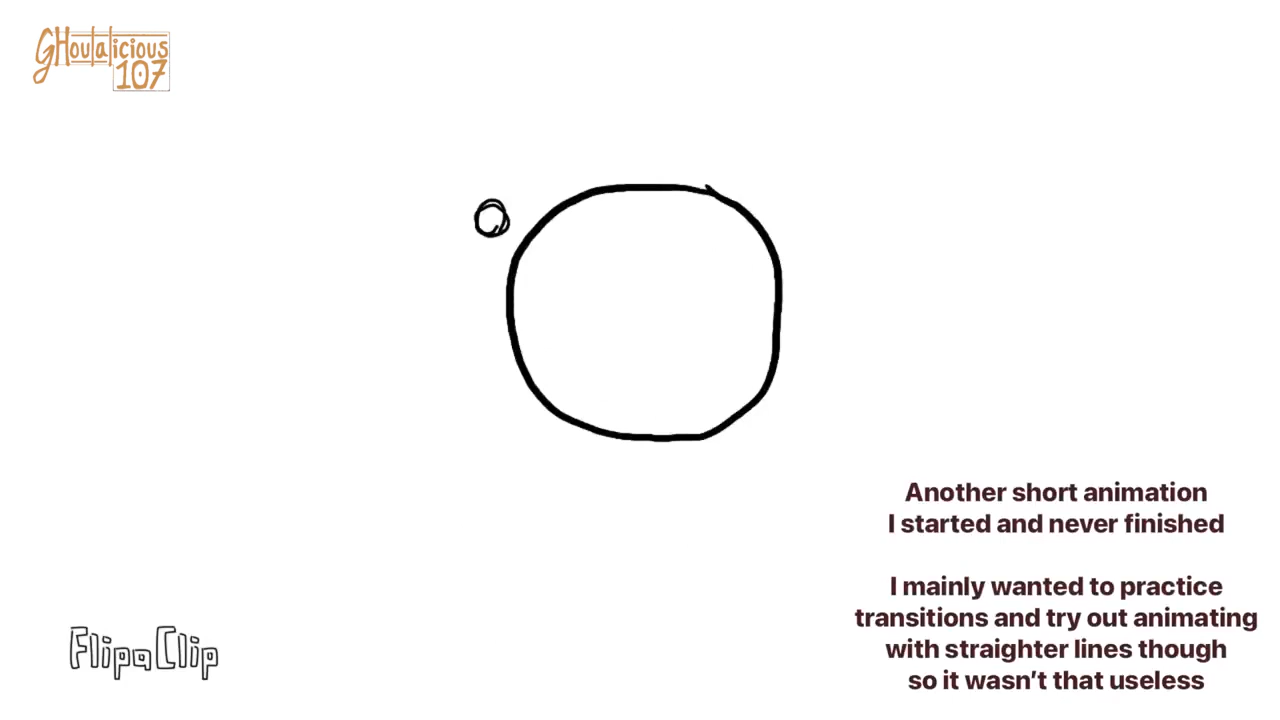 GHoulalicious
107
Another short animation
I started and never finished
I mainly wanted to practice
transitions and try out animating
with straighter lines though
so it wasn’t that useless
FlipaClip